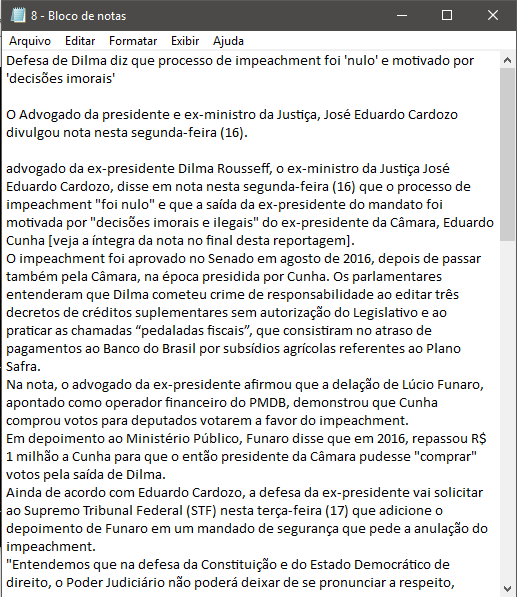 8 - Bloco de notas
Arquivo Editar Formatar Exibir Ajuda
Defesa de Dilma diz que processo de impeachment foi 'nulo' e motivado por
'decisões imorais'
O Advogado da presidente e ex-ministro da Justiça, José Eduardo Cardozo
divulgou nota nesta segunda-feira (16).
advogado da ex-presidente Dilma Rousseff, o ex-ministro da Justiça José
Eduardo Cardozo, disse em nota nesta segunda-feira (16) que o processo de
impeachment "foi nulo" e que a saída da ex-presidente do mandato foi
motivada por "decisões imorais e ilegais" do ex-presidente da Câmara, Eduardo
Cunha [veja a íntegra da nota no final desta reportagem].
O impeachment foi aprovado no Senado em agosto de 2016, depois de passar
também pela Câmara, na época presidida por Cunha. Os parlamentares
entenderam que Dilma cometeu crime de responsabilidade ao editar três
decretos de créditos suplementares sem autorização do Legislativo e ao
praticar as chamadas “pedaladas fiscais”, que consistiram no atraso de
pagamentos ao Banco do Brasil por subsídios agrícolas referentes ao Plano
Safra.
Na nota, o advogado da ex-presidente afirmou que a delação de Lúcio Funaro,
apontado como operador financeiro do PMDB, demonstrou que Cunha
comprou votos para deputados votarem a favor do impeachment.
Em depoimento ao Ministério Público, Funaro disse que em 2016, repassou R$
1 milhão a Cunha para que o então presidente da Câmara pudesse "comprar"
votos pela saída de Dilma.
Ainda de acordo com Eduardo Cardozo, a defesa da ex-presidente vai solicitar
ao Supremo Tribunal Federal (STF) nesta terça-feira (17) que adicione o
depoimento de Funaro em um mandado de segurança que pede a anulação do
impeachment.
"Entendemos que na defesa da Constituição e do Estado Democrático de
direito, o Poder Judiciário não poderá deixar de se pronunciar a respeito,